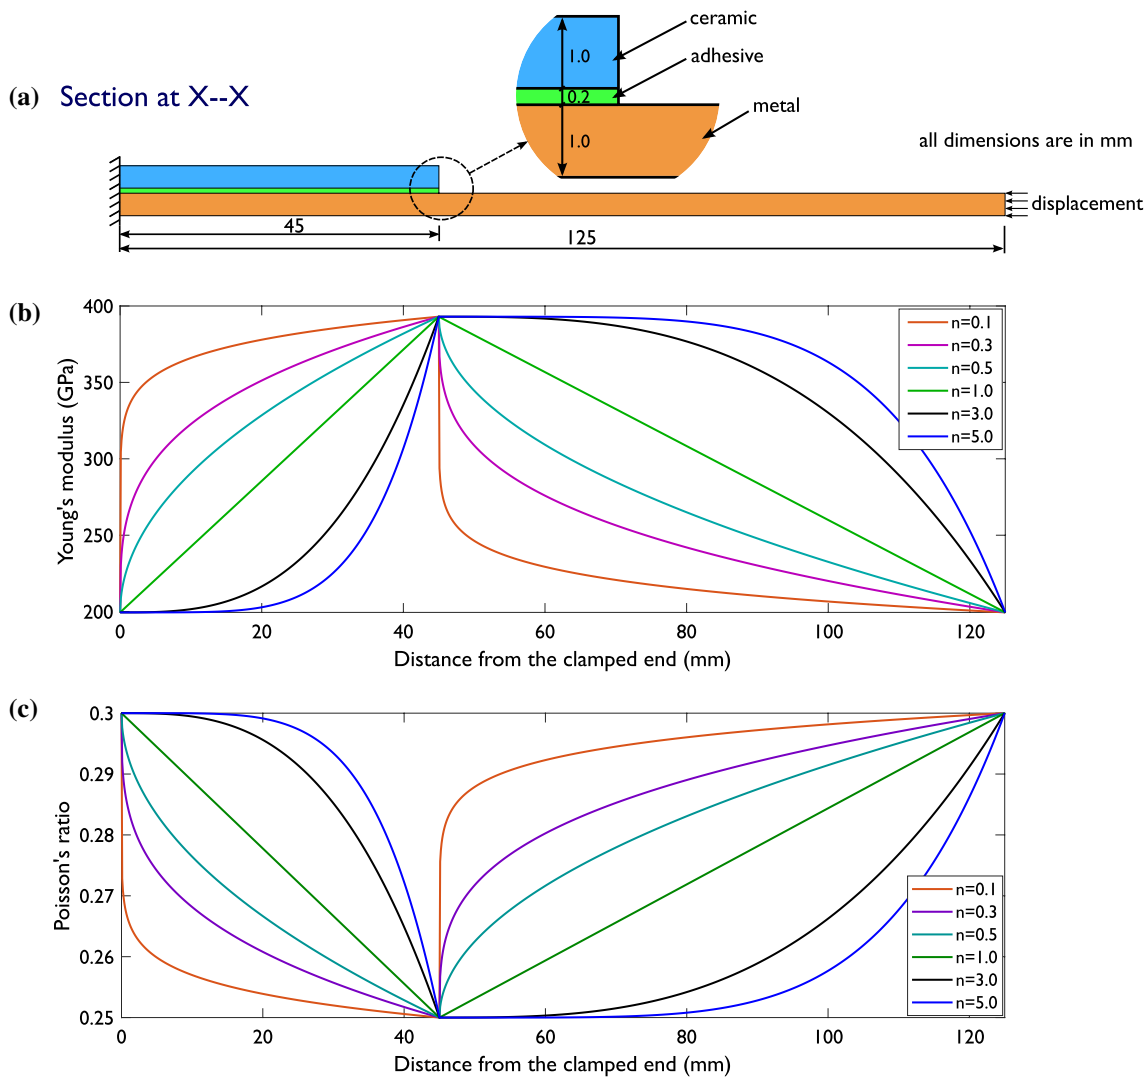 ceramic
1.0
adhesive
(a) Section at X--X
0.2
metal
1.0
all dimensions are in mm
displacement
45
125
(b)
400
350
300
250
200
Young's modulus (GPa)
n=0.1
n=0.3
n=0.5
n=1.0
n=3.0
n=5.0
0 20 40 60 80 100 120
Distance from the clamped end (mm)
(c)
0.3
0.29
0.28
0.27
0.26
0.25
Poisson's ratio
n=0.1
n=0.3
n=0.5
n=1.0
n=3.0
n=5.0
0 20 40 60 80 100 120
Distance from the clamped end (mm)